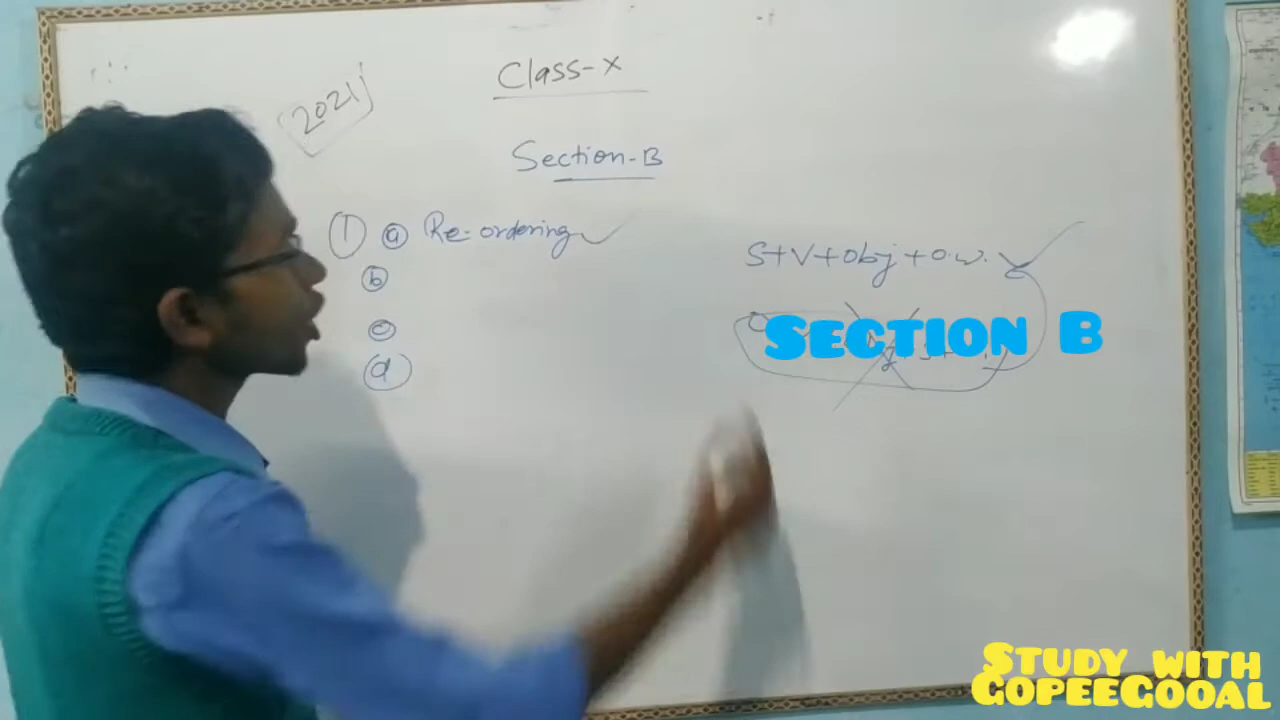 Class-X
2021
Section-B
1 a Re-ordering
S+V+Obj+O.W.
b
SECTION B
c
d
STUDY WITH
GOPEEGOOAL